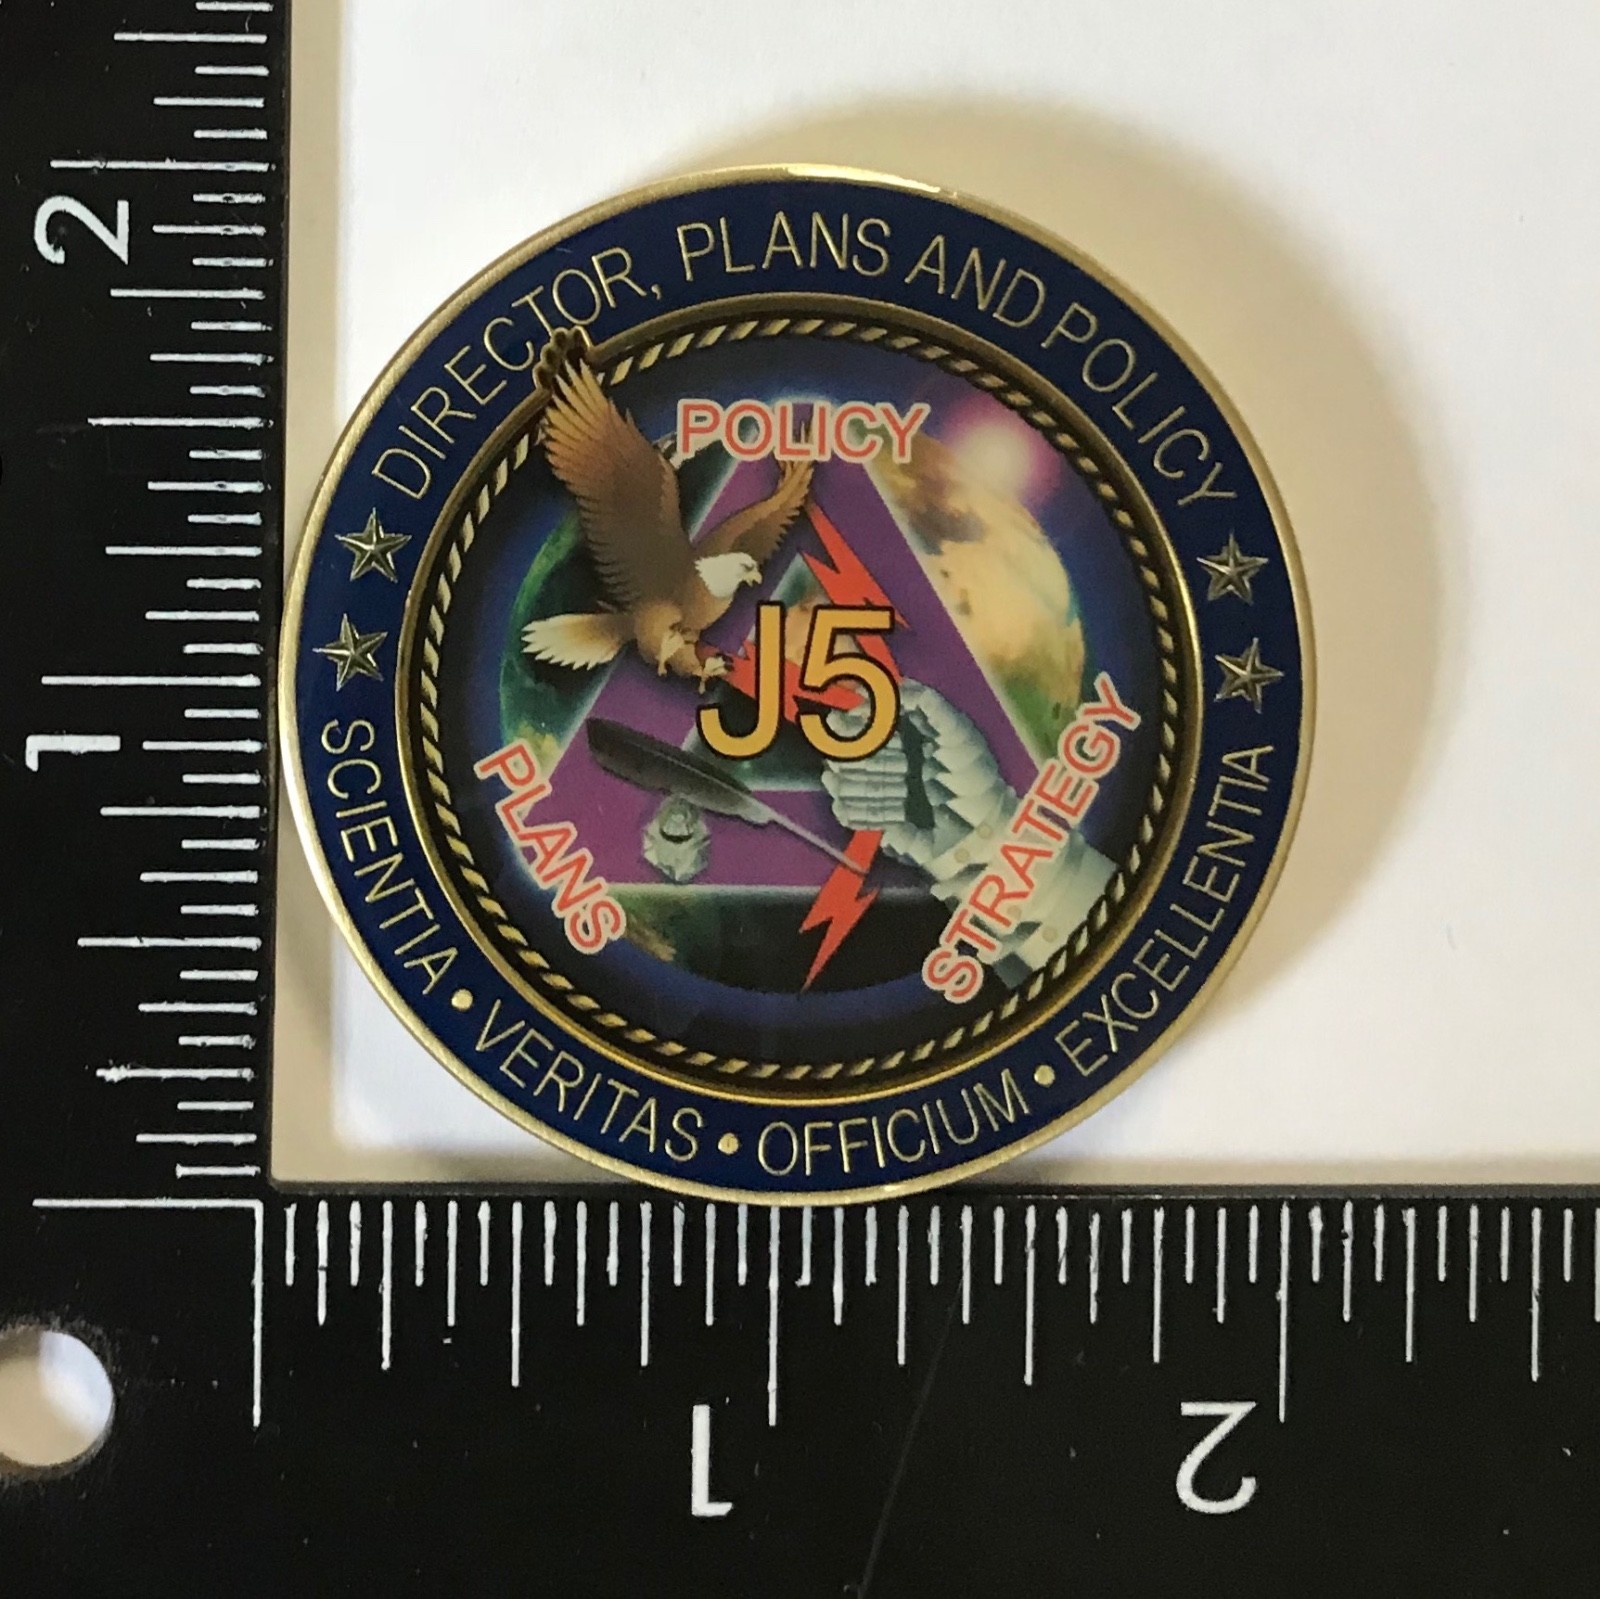 DIRECTOR, PLANS AND POLICY
POLICY
J5
PLANS
STRATEGY
SCIENTIA • VERITAS • OFFICIUM • EXCELLENTIA
2
1
1
2